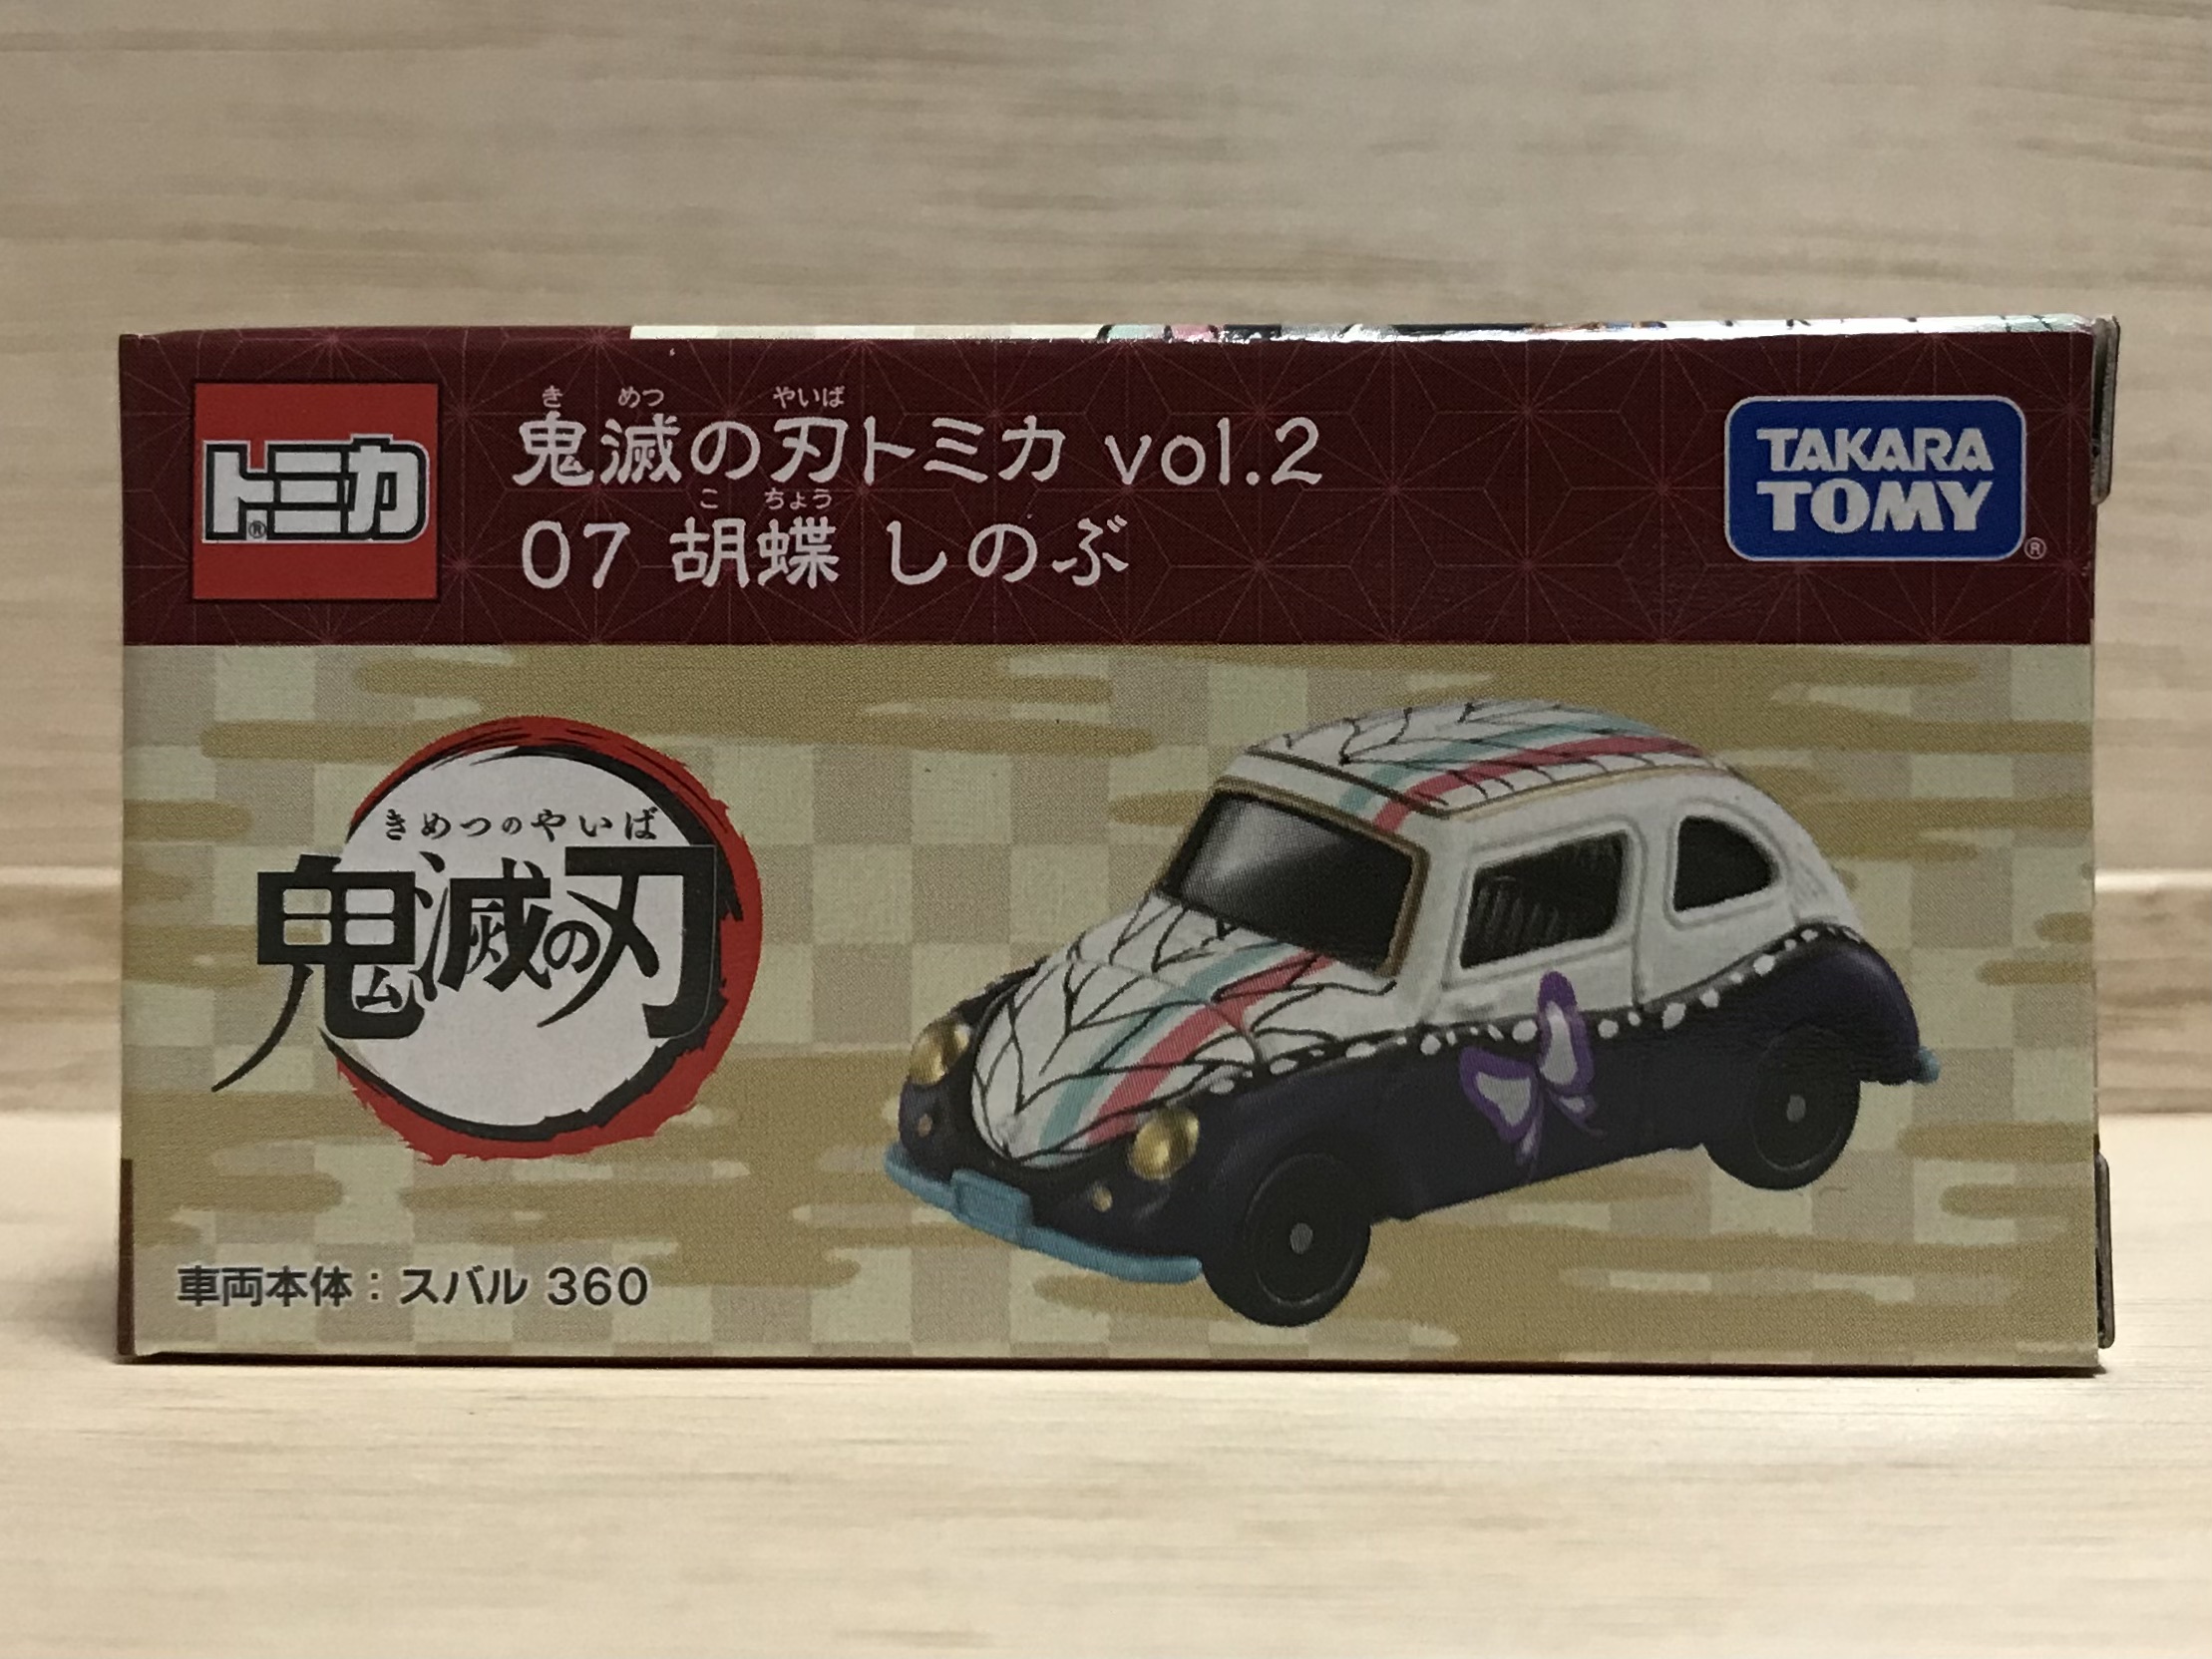 トミカ®
きめつ やいば
鬼滅の刃トミカ vol.2
こちょう
07 胡蝶 しのぶ
TAKARA
TOMY®
きめつのやいば
鬼滅の刃
車両本体：スバル 360